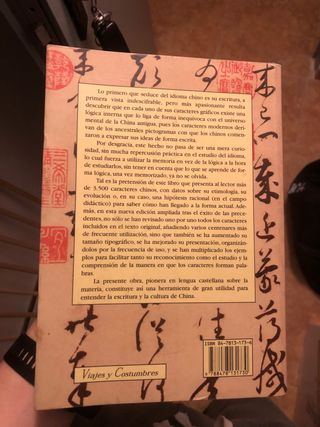 Lo primero que seduce del idioma chino es su escritura, a
primera vista indescifrable, pero más apasionante resulta
descubrir que en cada uno de sus caracteres gráficos existe una
lógica interna que lo liga de forma inequívoca con el univer so
mental de la China antigua, pues los caracteres modernos deri-
van de los ancestrales pictogramas con que los chinos comen-
zaron a expresar sus ideas de forma escrita.
Por desgracia, este hecho no pasa de ser una mera curio-
sidad, sin mucha repercusión práctica en el estudio del idioma,
lo cual fuerza a utilizar la memoria en vez de la lógica a la hora
de estudiarlos, sin tener en cuenta que lo que se aprende de for-
ma lógica, una vez memorizado, ya no se olvida.
Tal es la pretensión de este libro que presenta al lector más
de 3.500 caracteres chinos, con datos sobre su etimología, su
evolución o, en su caso, una hipótesis racional (en el campo
didáctico) para saber cómo han llegado a la forma actual. Ade-
más, en esta nueva edición ampliada tras el éxito de las prece-
dentes, no sólo se han revisado uno por uno todos los caracteres
incluidos en el texto original, añadiendo varios centenares más
de frecuente utilización, sino que también se ha aumentado su
tamaño tipográfico, se ha mejorado su presentación, organizán-
dolos por la frecuencia de uso, y se han multiplicado los ejem-
plos para facilitar tanto su reconocimiento como el estudio y la
comprensión de la manera en que los caracteres forman pala-
bras.
La presente obra, pionera en lengua castellana sobre la
materia, constituye así una herramienta de gran utilidad para
entender la escritura y la cultura de China.
ISBN 84-7813-173-6
9 788478 131730
Viajes y Costumbres